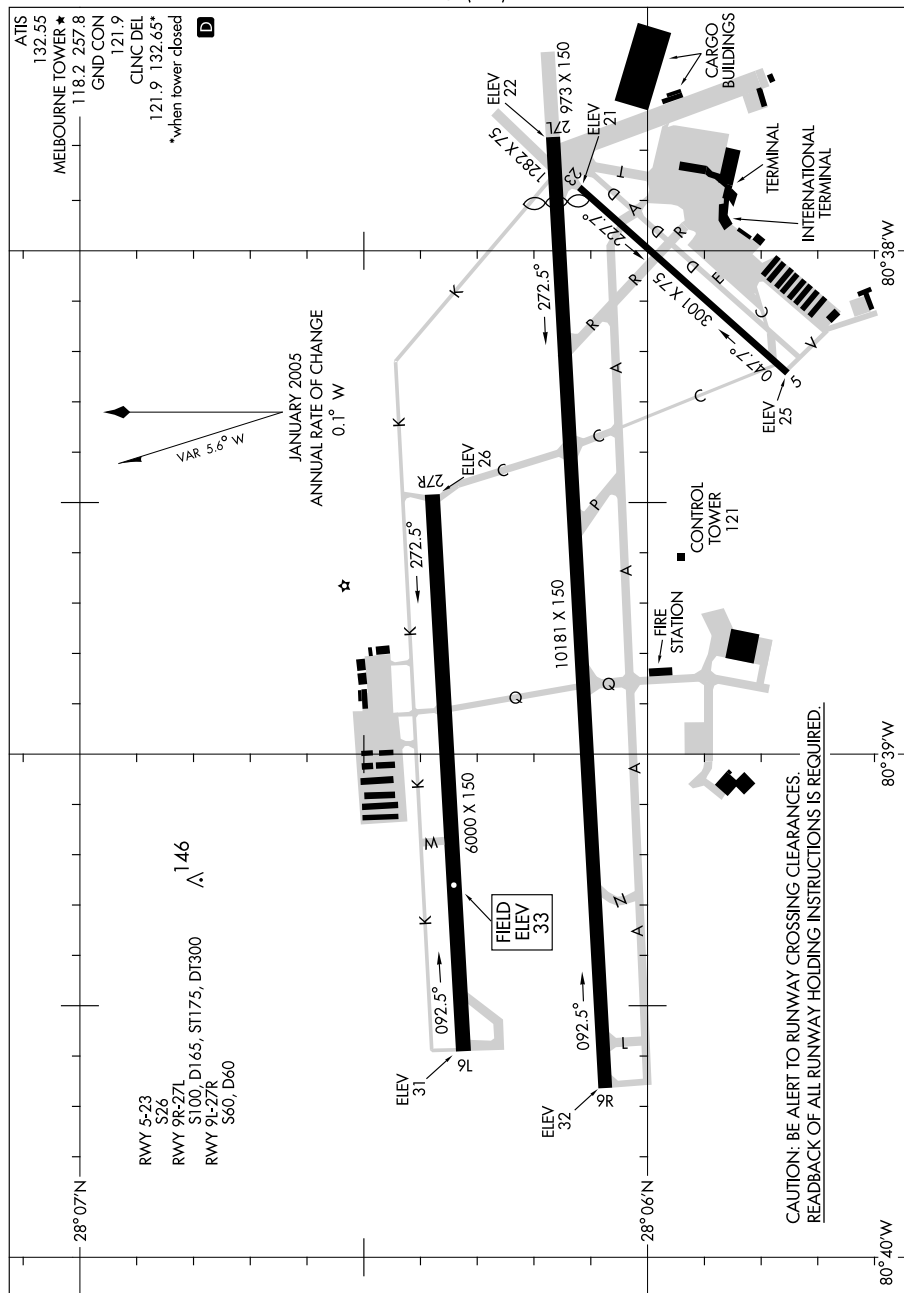 ATIS
132.55
MELBOURNE TOWER ★
118.2 257.8
GND CON
121.9
CLNC DEL
121.9 132.65*
*when tower closed
D
RWY 5-23
S26
RWY 9R-27L
S100, D165, ST175, DT300
RWY 9L-27R
S60, D60
146
VAR 5.6° W
JANUARY 2005
ANNUAL RATE OF CHANGE
0.1° W
28°07'N
28°06'N
80°40'W
80°39'W
80°38'W
ELEV
31
9L
092.5°
FIELD
ELEV
33
6000 X 150
272.5°
27R
ELEV
26
K
K
K
K
K
K
M
Q
Q
C
C
C
C
ELEV
32
9R
092.5°
10181 X 150
272.5°
27L
ELEV
22
973 X 150
1282 X 75
23
ELEV
21
227.7°
3001 X 75
047.7°
5
ELEV
25
L
N
A
A
A
A
A
P
R
R
R
D
D
D
E
T
V
FIRE
STATION
CONTROL
TOWER
121
INTERNATIONAL
TERMINAL
TERMINAL
CARGO
BUILDINGS
CAUTION: BE ALERT TO RUNWAY CROSSING CLEARANCES.
READBACK OF ALL RUNWAY HOLDING INSTRUCTIONS IS REQUIRED.